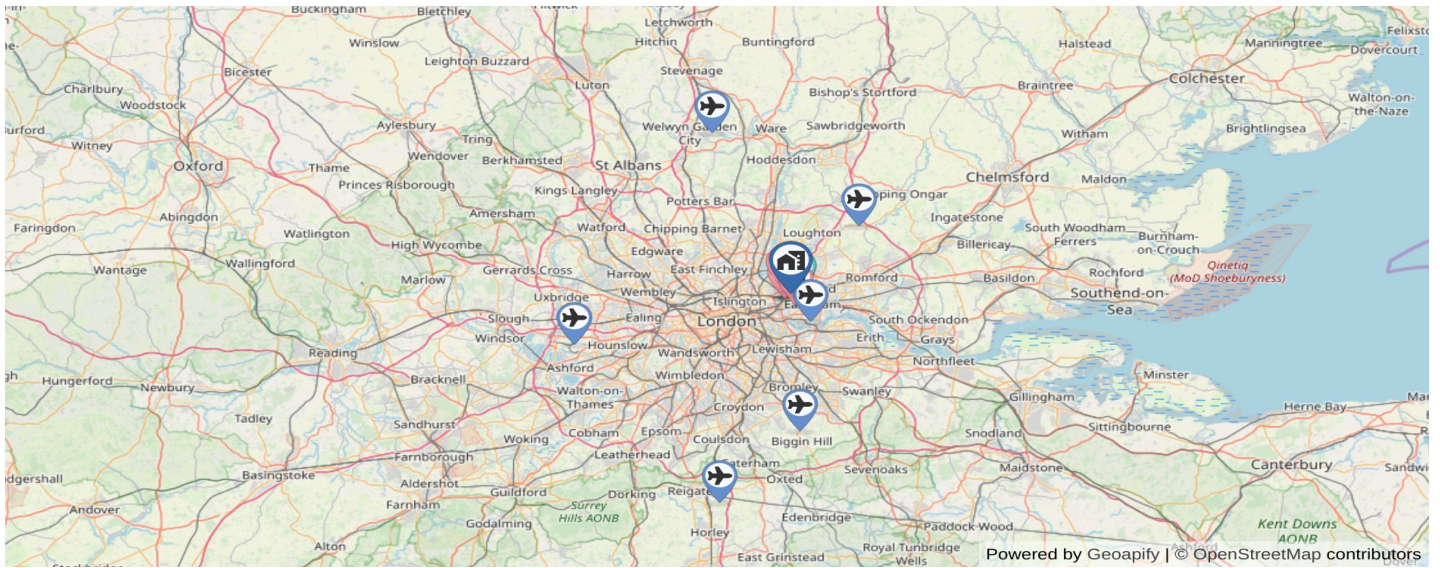 Buckingham
Bletchley
Letchworth
Felixsto
Winslow
Hitchin
Buntingford
Halstead
Manningtree
Dovercourt
Bicester
Leighton Buzzard
Stevenage
Colchester
Charlbury
Luton
Bishop's Stortford
Braintree
Walton-on-
the-Naze
Woodstock
urford
Witney
Aylesbury
Tring
Welwyn Garden
City
Ware
Sawbridgeworth
Witham
Brightlingsea
Oxford
Thame
Wendover
Berkhamsted
St Albans
Hoddesdon
Chelmsford
Maldon
Princes Risborough
Kings Langley
Potters Bar
pping Ongar
Abingdon
Amersham
Ingatestone
Faringdon
Watlington
Watford
Chipping Barnet
Loughton
South Woodham
Ferrers
Burnham-
on-Crouch
High Wycombe
Edgware
Billericay
Wantage
Wallingford
Marlow
Gerrards Cross
Harrow
East Finchley
Romford
Basildon
Rochford
Qinetiq
(MoD Shoeburyness)
Uxbridge
Wembley
Islington
Southend-on-
Sea
Slough
Ealing
London
South Ockendon
Windsor
Hounslow
Erith
Grays
Reading
Wandsworth
Lewisham
Northfleet
Ashford
Hungerford
Newbury
Bracknell
Walton-on-
Thames
Wimbledon
Bromley
Swanley
Minster
Gillingham
Herne Bay
Tadley
Sandhurst
Croydon
Sittingbourne
Woking
Cobham
Epsom
Coulsdon
Biggin Hill
Snodland
Farnborough
Leatherhead
Basingstoke
Aldershot
Guildford
Dorking
Reigate
Caterham
Oxted
Sevenoaks
Maidstone
Canterbury
Andover
Farnham
Surrey
Hills AONB
Edenbridge
Paddock Wood
Kent Downs
AONB
Godalming
Horley
Alton
East Grinstead
Royal Tunbridge
Wells
Ashford
Powered by Geoapify | © OpenStreetMap contributors